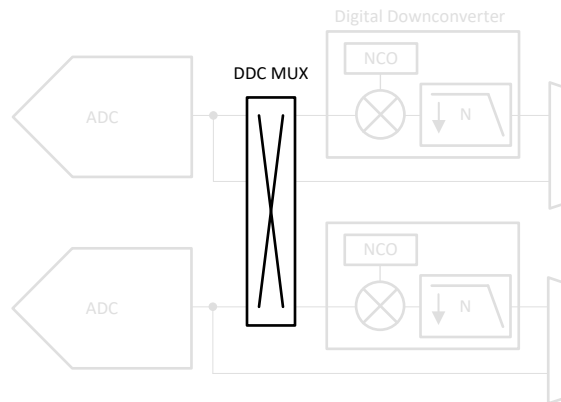 Digital Downconverter
NCO
DDC MUX
ADC
N
NCO
ADC
N